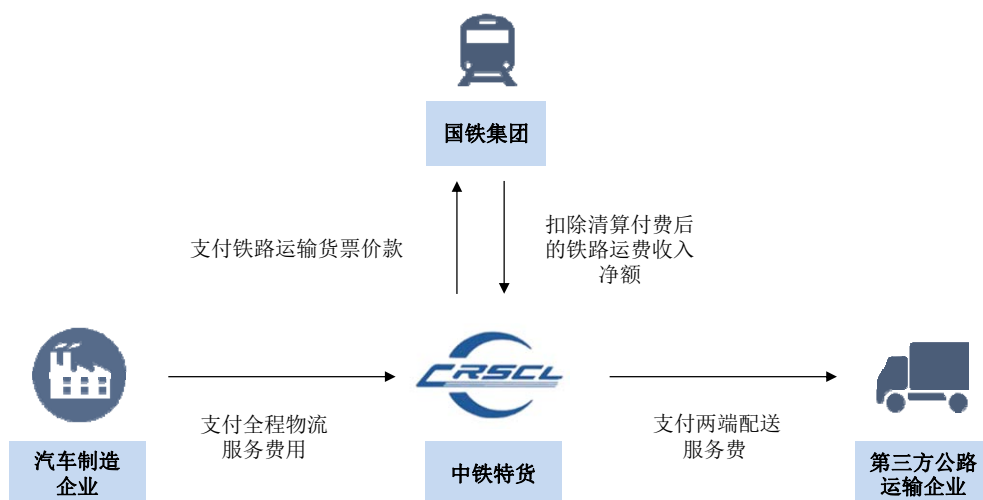 国铁集团
支付铁路运输货票价款
扣除清算付费后
的铁路运费收入
净额
CRSCL
支付全程物流
服务费用
支付两端配送
服务费
汽车制造
企业
中铁特货
第三方公路
运输企业